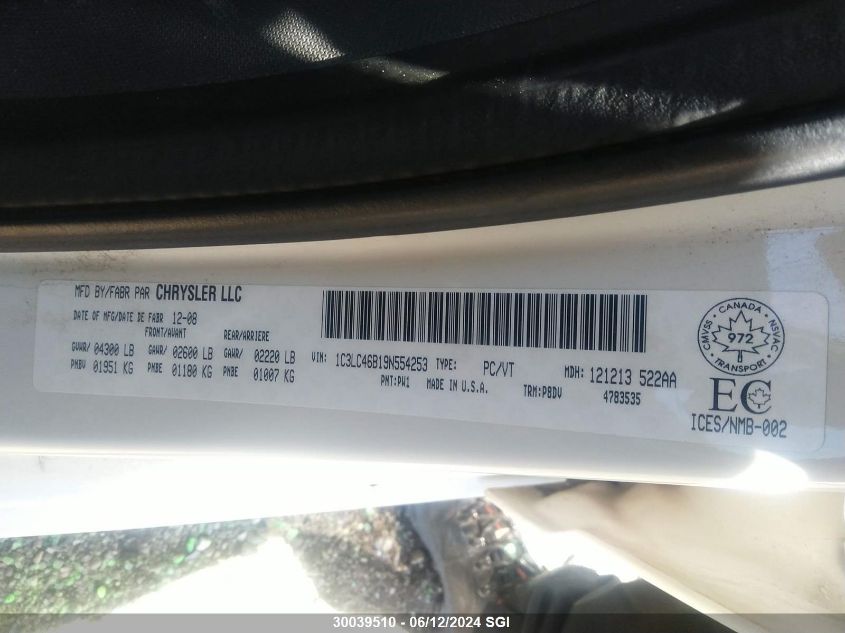 MFD BY/FABR PAR CHRYSLER LLC
DATE OF MFG/DATE DE FABR 12-08
FRONT/AVANT REAR/ARRIERE
GVWR/ 04300 LB GAWR/ 02600 LB GAWR/ 02220 LB
PNBV 01951 KG PNBE 01180 KG PNBE 01007 KG
VIN: 1C3LC46B19N554253 TYPE: PC/VT MDH: 121213 522AA
PNT:PW1 MADE IN U.S.A. TRM:P8DV 4783535
CMVSS · CANADA · NSVAC
972
TRANSPORT
EC
ICES/NMB-002
30039510 - 06/12/2024 SGI